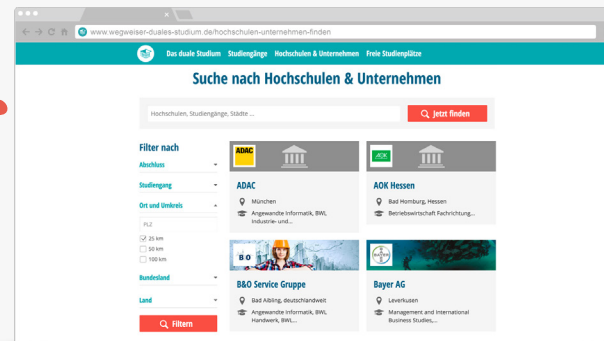 www.wegweiser-duales-studium.de/hochschulen-unternehmen-finden
Das duale Studium Studiengänge Hochschulen & Unternehmen Freie Studienplätze
Suche nach Hochschulen & Unternehmen
Hochschulen, Studiengänge, Städte ...
Jetzt finden
Filter nach
Abschluss
Studiengang
Ort und Umkreis
PLZ
25 km
50 km
100 km
Bundesland
Land
Filtern
ADAC
ADAC
München
Angewandte Informatik, BWL
Industrie- und...
AOK
AOK Hessen
Bad Homburg, Hessen
Betriebswirtschaft Fachrichtung...
B O
B&O Service Gruppe
Bad Aibling, deutschlandweit
Angewandte Informatik, BWL
Handwerk, BWL...
BAYER
Bayer AG
Leverkusen
Management and International
Business Studies,...